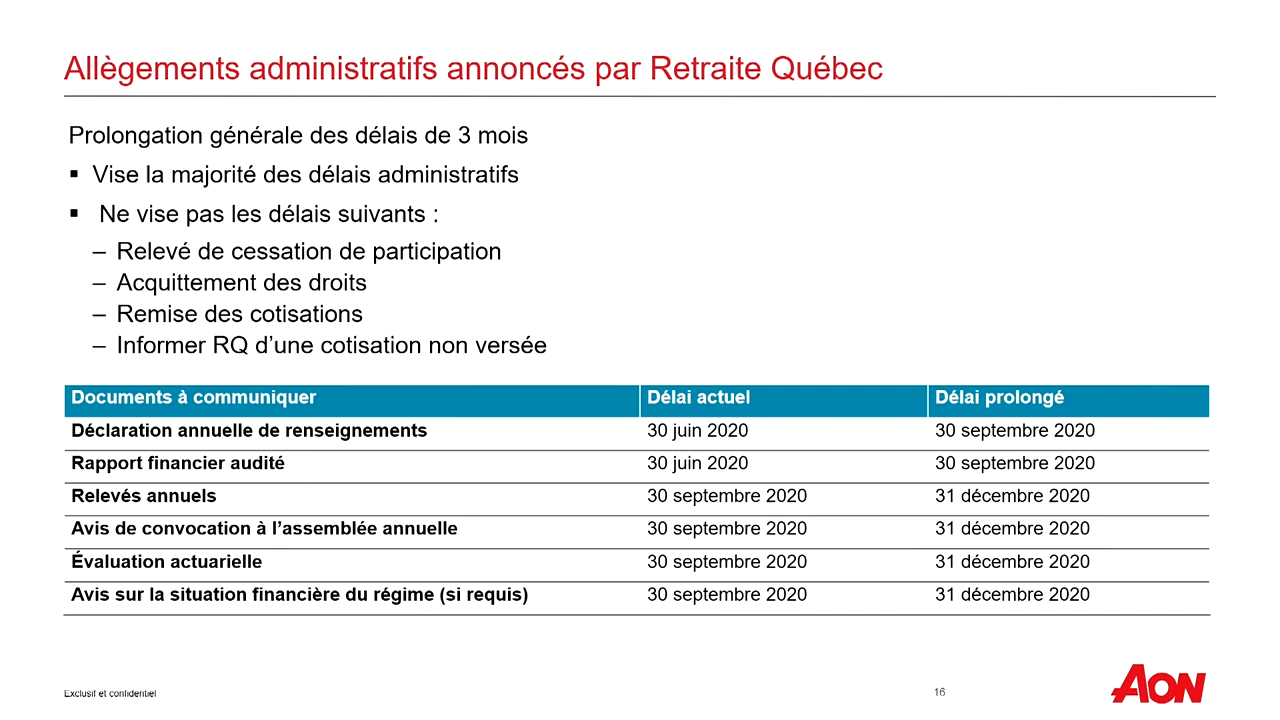 Allègements administratifs annoncés par Retraite Québec
Prolongation générale des délais de 3 mois
▪ Vise la majorité des délais administratifs
▪ Ne vise pas les délais suivants :
– Relevé de cessation de participation
– Acquittement des droits
– Remise des cotisations
– Informer RQ d’une cotisation non versée
Documents à communiquer Délai actuel Délai prolongé
Déclaration annuelle de renseignements 30 juin 2020 30 septembre 2020
Rapport financier audité 30 juin 2020 30 septembre 2020
Relevés annuels 30 septembre 2020 31 décembre 2020
Avis de convocation à l’assemblée annuelle 30 septembre 2020 31 décembre 2020
Évaluation actuarielle 30 septembre 2020 31 décembre 2020
Avis sur la situation financière du régime (si requis) 30 septembre 2020 31 décembre 2020
Exclusif et confidentiel 16 AON